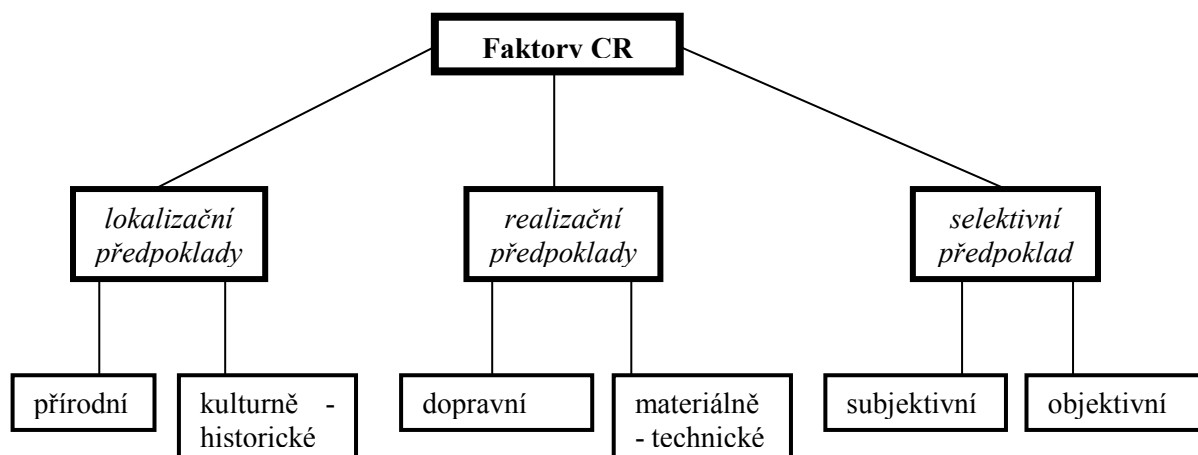 Faktorv CR
lokalizační
předpoklady
realizační
předpoklady
selektivní
předpoklad
přírodní
kulturně -
historické
dopravní
materiálně
- technické
subjektivní
objektivní